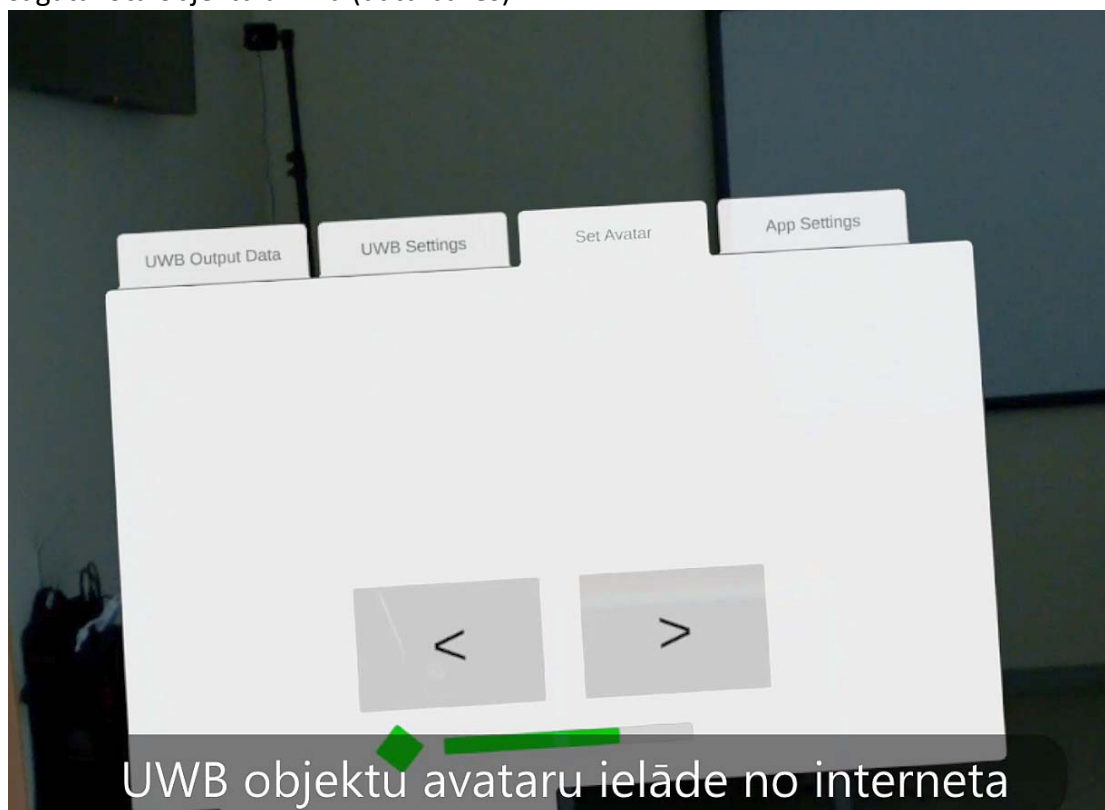 UWB Output Data
UWB Settings
Set Avatar
App Settings
<
>
UWB objektu avataru ielāde no interneta